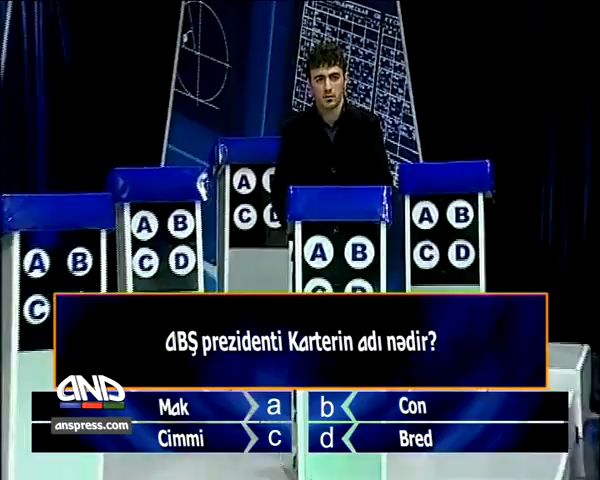 A B
C D
A B
C D
A B
C
A B
C D
A B
C
ABŞ prezidenti Karterin adı nədir?
Mak a
b Con
Cimmi c
d Bred
ANS
anspress.com